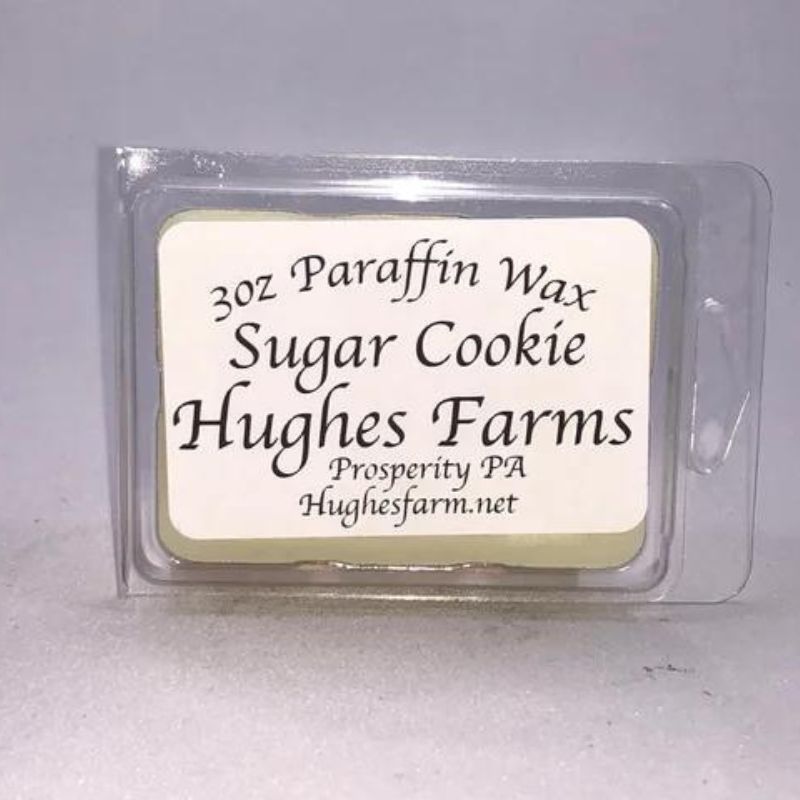 3oz Paraffin Wax
Sugar Cookie
Hughes Farms
Prosperity PA
Hughesfarm.net